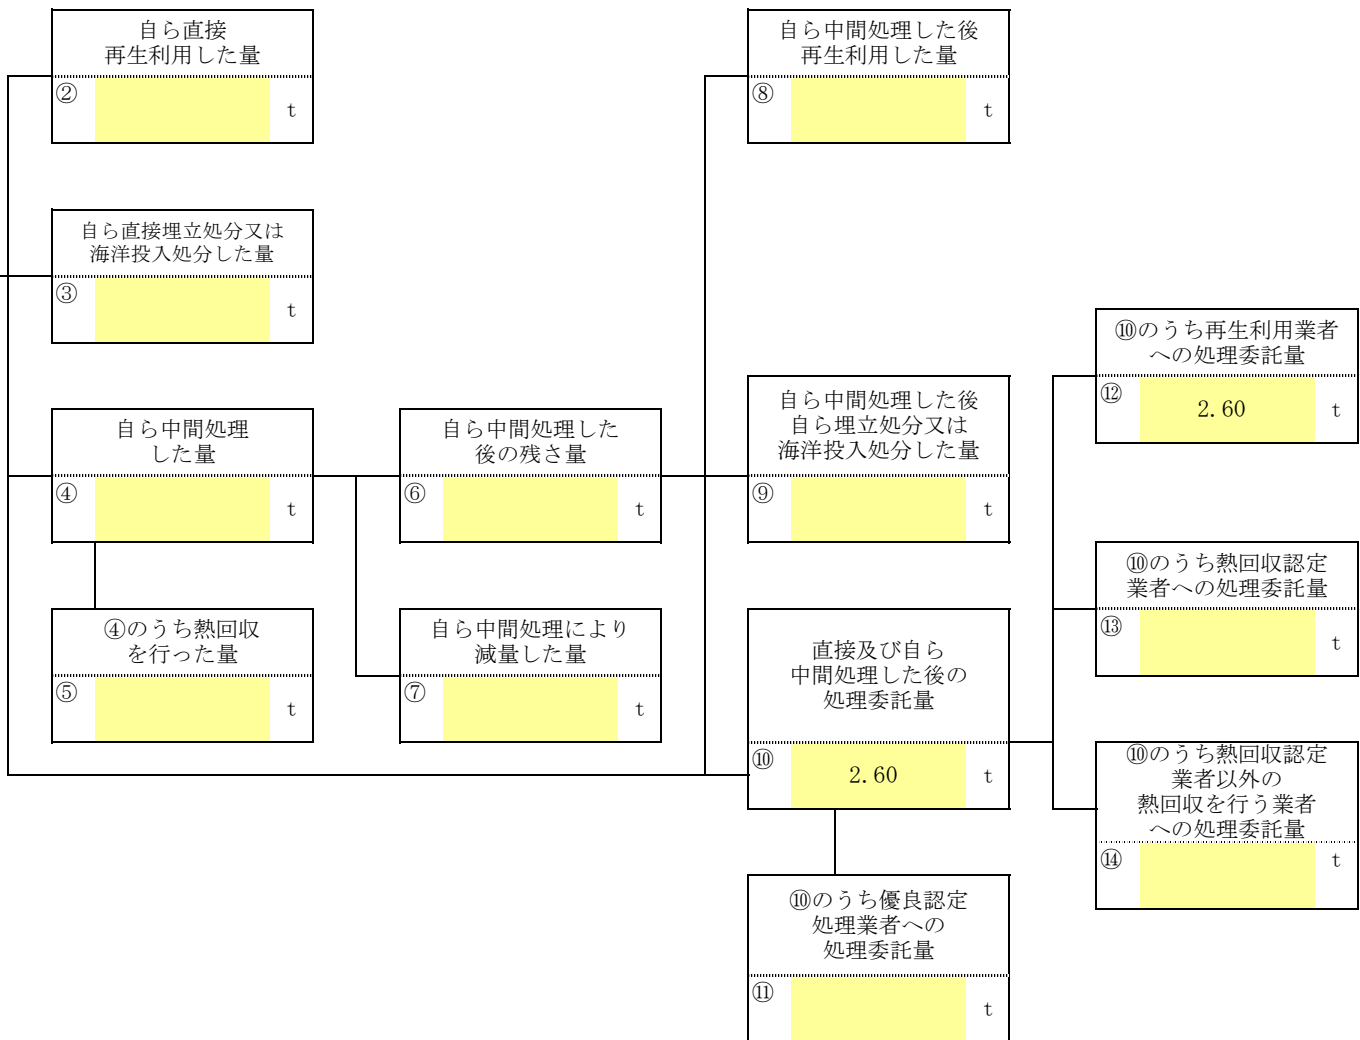 自ら直接
再生利用した量
②
t
自ら中間処理した後
再生利用した量
⑧
t
自ら直接埋立処分又は
海洋投入処分した量
③
t
⑩のうち再生利用業者
への処理委託量
⑫
2.60
t
自ら中間処理
した量
④
t
自ら中間処理した
後の残さ量
⑥
t
自ら中間処理した後
自ら埋立処分又は
海洋投入処分した量
⑨
t
⑩のうち熱回収認定
業者への処理委託量
⑬
t
④のうち熱回収
を行った量
⑤
t
自ら中間処理により
減量した量
⑦
t
直接及び自ら
中間処理した後の
処理委託量
⑩
2.60
t
⑩のうち熱回収認定
業者以外の
熱回収を行う業者
への処理委託量
⑭
t
⑩のうち優良認定
処理業者への
処理委託量
⑪
t